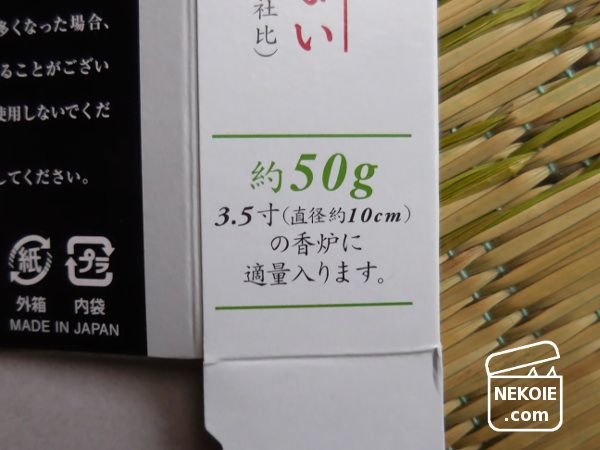 多くなった場合、
ることがござい
使用しないでくだ
してください。
紙
プラ
外箱 内袋
MADE IN JAPAN
い
社比）
約50g
3.5寸(直径約10cm)
の香炉に
適量入ります。
NEKOIE
.com